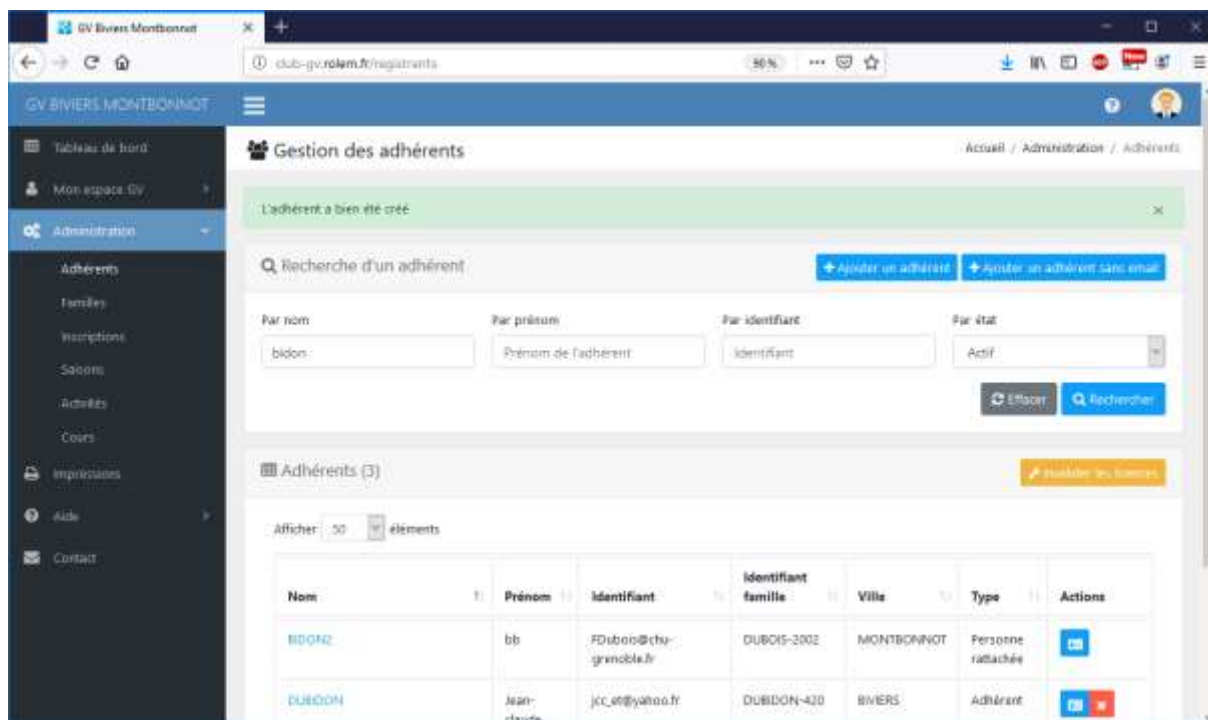 GV Biviers Montbonnot
club-gv.rolem.fr/registrants
90 %
GV BIVIERS MONTBONNOT
Tableau de bord
Mon espace GV
Administration
Adhérents
Familles
Inscriptions
Saisons
Activités
Cours
Impressions
Aide
Contact
Gestion des adhérents
Accueil / Administration / Adhérents
L'adhérent a bien été créé
Recherche d'un adhérent
Ajouter un adhérent
Ajouter un adhérent sans email
Par nom
Par prénom
Par identifiant
Par état
bidon
Prénom de l'adhérent
Identifiant
Actif
Effacer
Rechercher
Adhérents (3)
Invalider les licences
Afficher 50 éléments
Nom Prénom Identifiant Identifiant famille Ville Type Actions
BIDON2 bb FDubois@chu-grenoble.fr DUBOIS-2002 MONTBONNOT Personne rattachée
DUBIDON Jean-claude jcc_et@yahoo.fr DUBIDON-420 BIVIERS Adhérent